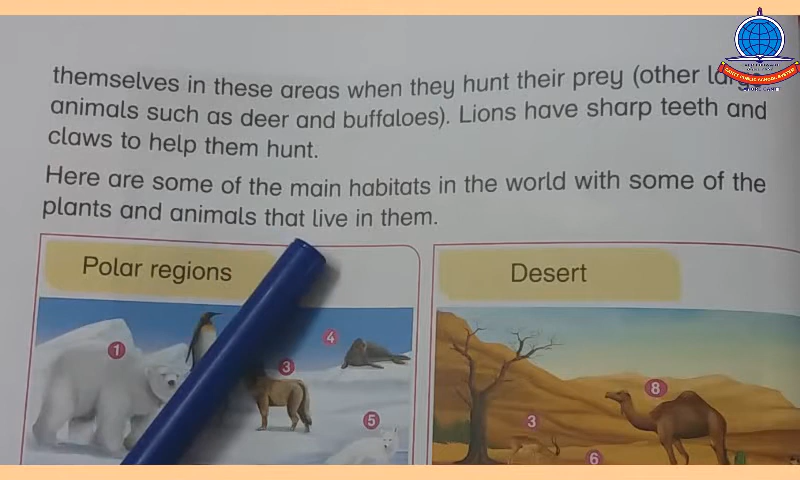 themselves in these areas when they hunt their prey (other
animals such as deer and buffaloes). Lions have sharp teeth and
claws to help them hunt.
Here are some of the main habitats in the world with some of the
plants and animals that live in them.
Polar regions
Desert
1
3
4
5
3
6
8